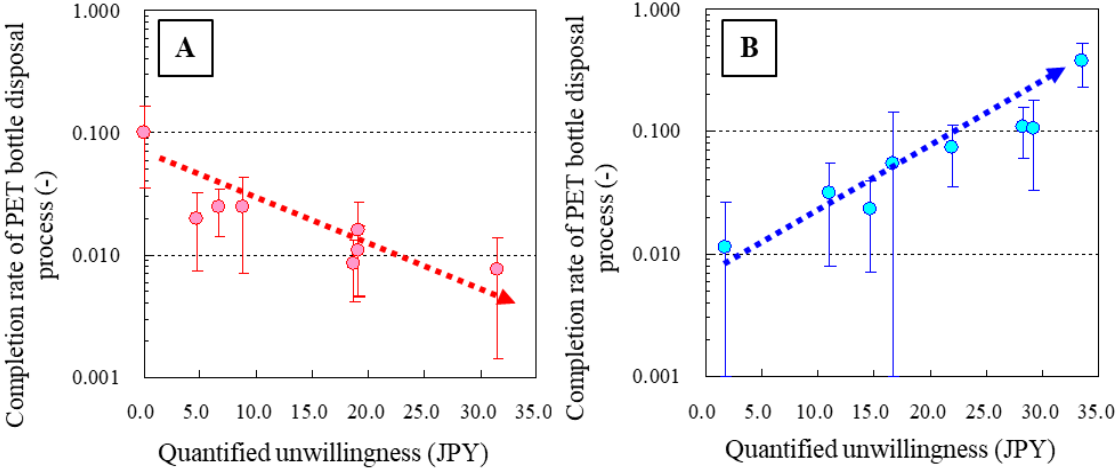 Completion rate of PET bottle disposal
process (-)
1.000
0.100
0.010
0.001
A
0.0 5.0 10.0 15.0 20.0 25.0 30.0 35.0
Quantified unwillingness (JPY)
Completion rate of PET bottle disposal
process (-)
1.000
0.100
0.010
0.001
B
0.0 5.0 10.0 15.0 20.0 25.0 30.0 35.0
Quantified unwillingness (JPY)